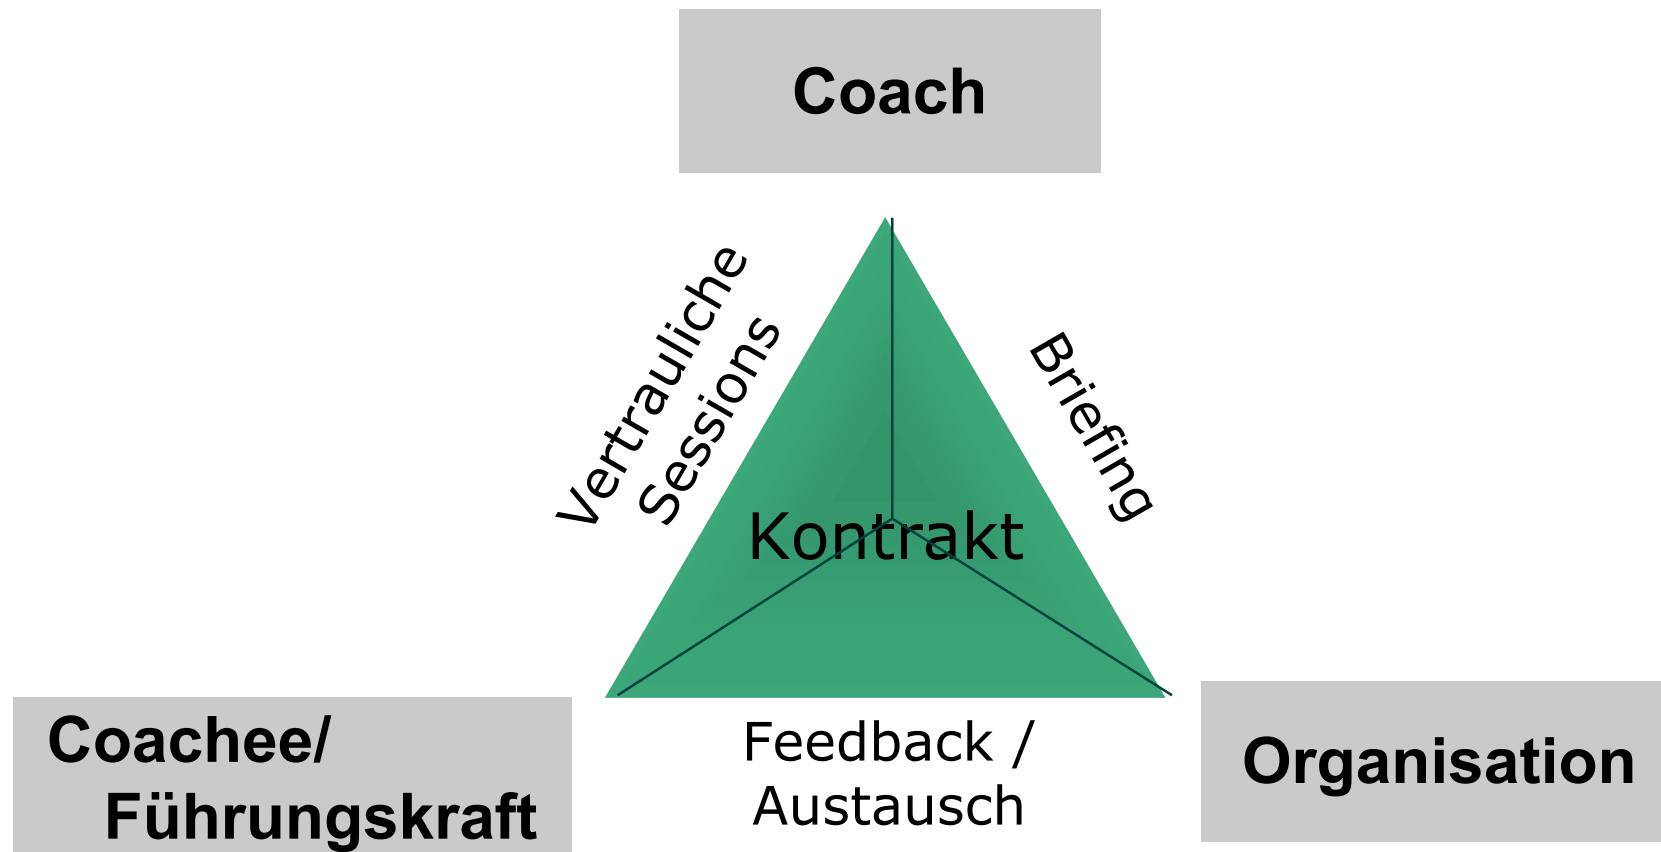 Coach
Vertrauliche
Sessions
Briefing
Kontrakt
Coachee/
Führungskraft
Feedback /
Austausch
Organisation